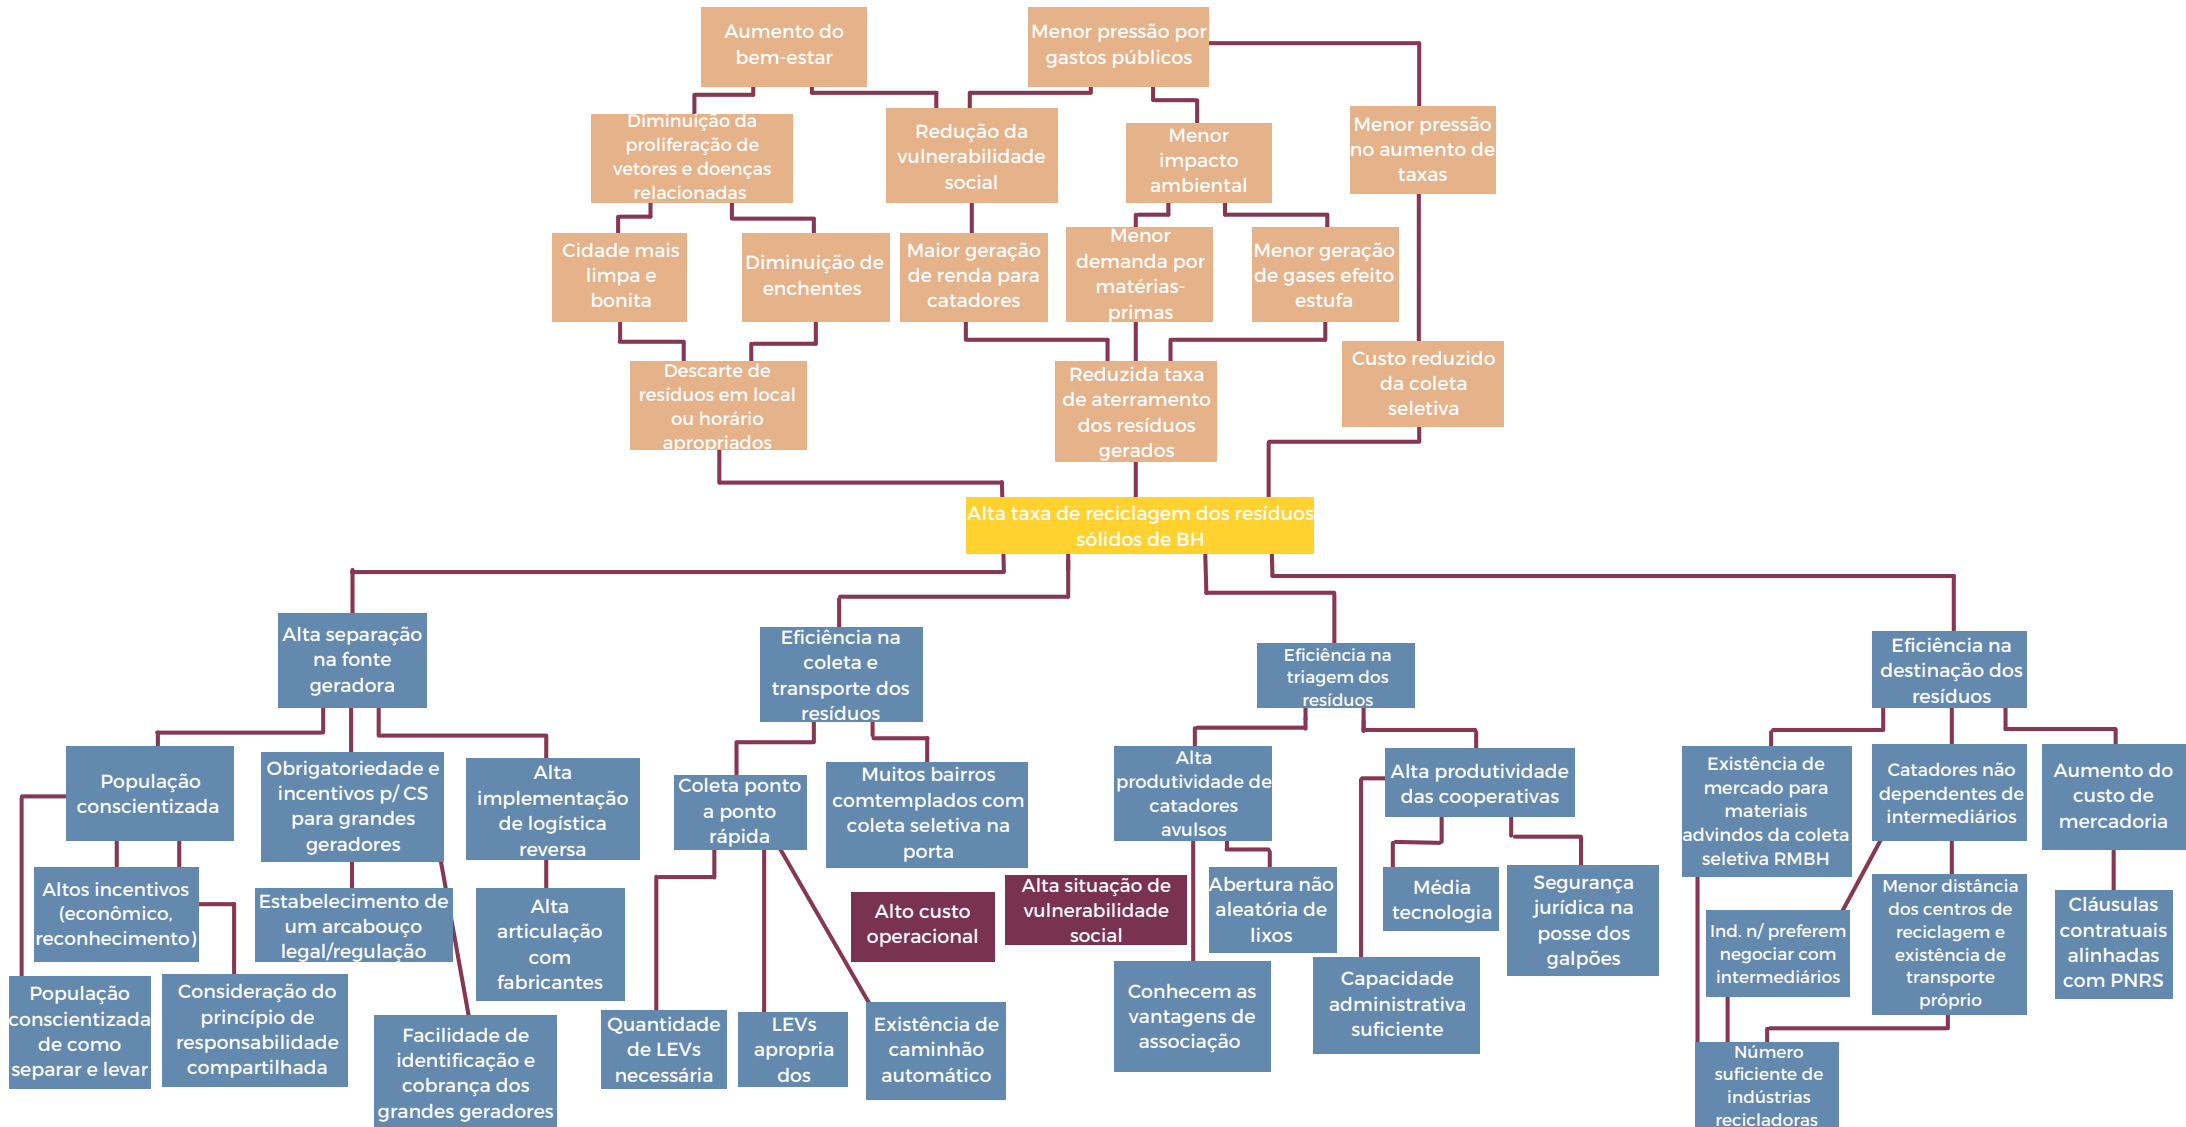 Aumento do
bem-estar
Menor pressão por
gastos públicos
Diminuição da
proliferação de
vetores e doenças
relacionadas
Redução da
vulnerabilidade
social
Menor
impacto
ambiental
Menor pressão
no aumento de
taxas
Cidade mais
limpa e
bonita
Diminuição de
enchentes
Maior geração
de renda para
catadores
Menor
demanda por
matérias-
primas
Menor geração
de gases efeito
estufa
Descarte de
resíduos em local
ou horário
apropriados
Reduzida taxa
de aterramento
dos resíduos
gerados
Custo reduzido
da coleta
seletiva
Alta taxa de reciclagem dos resíduos
sólidos de BH
Alta separação
na fonte
geradora
Eficiência na
coleta e
transporte dos
resíduos
Eficiência na
triagem dos
resíduos
Eficiência na
destinação dos
resíduos
População
conscientizada
Obrigatoriedade e
incentivos p/ CS
para grandes
geradores
Alta
implementação
de logística
reversa
Coleta ponto
a ponto
rápida
Muitos bairros
comtemplados com
coleta seletiva na
porta
Alta
produtividade de
catadores
avulsos
Alta produtividade
das cooperativas
Existência de
mercado para
materiais
advindos da coleta
seletiva RMBH
Catadores não
dependentes de
intermediários
Aumento do
custo de
mercadoria
Altos incentivos
(econômico,
reconhecimento)
Estabelecimento de
um arcabouço
legal/regulação
Alta
articulação
com
fabricantes
Alto custo
operacional
Alta situação de
vulnerabilidade
social
Abertura não
aleatória de
lixos
Média
tecnologia
Segurança
jurídica na
posse dos
galpões
Ind. n/ preferem
negociar com
intermediários
Menor distância
dos centros de
reciclagem e
existência de
transporte
próprio
Cláusulas
contratuais
alinhadas
com PNRS
População
conscientizada
de como
separar e levar
Consideração do
princípio de
responsabilidade
compartilhada
Facilidade de
identificação e
cobrança dos
grandes geradores
Quantidade
de LEVs
necessária
LEVs
apropria
dos
Existência de
caminhão
automático
Conhecem as
vantagens de
associação
Capacidade
administrativa
suficiente
Número
suficiente de
indústrias
recicladoras